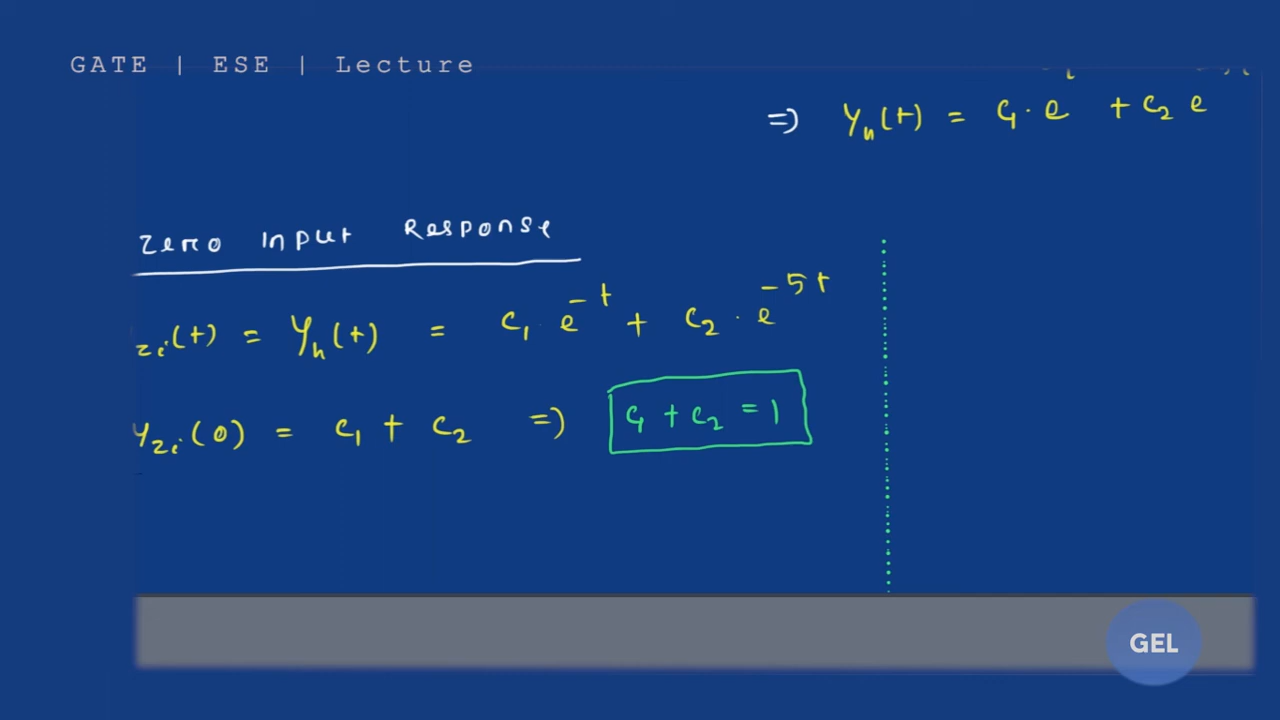 GATE | ESE | Lecture
=) Yh(t) = C1 · e + C2 e
Zero Input Response
zi(t) = Yh(t) = C1 · e^-t + C2 · e^-5t
Yzi(0) = C1 + C2 =) C1 + C2 = 1
GEL